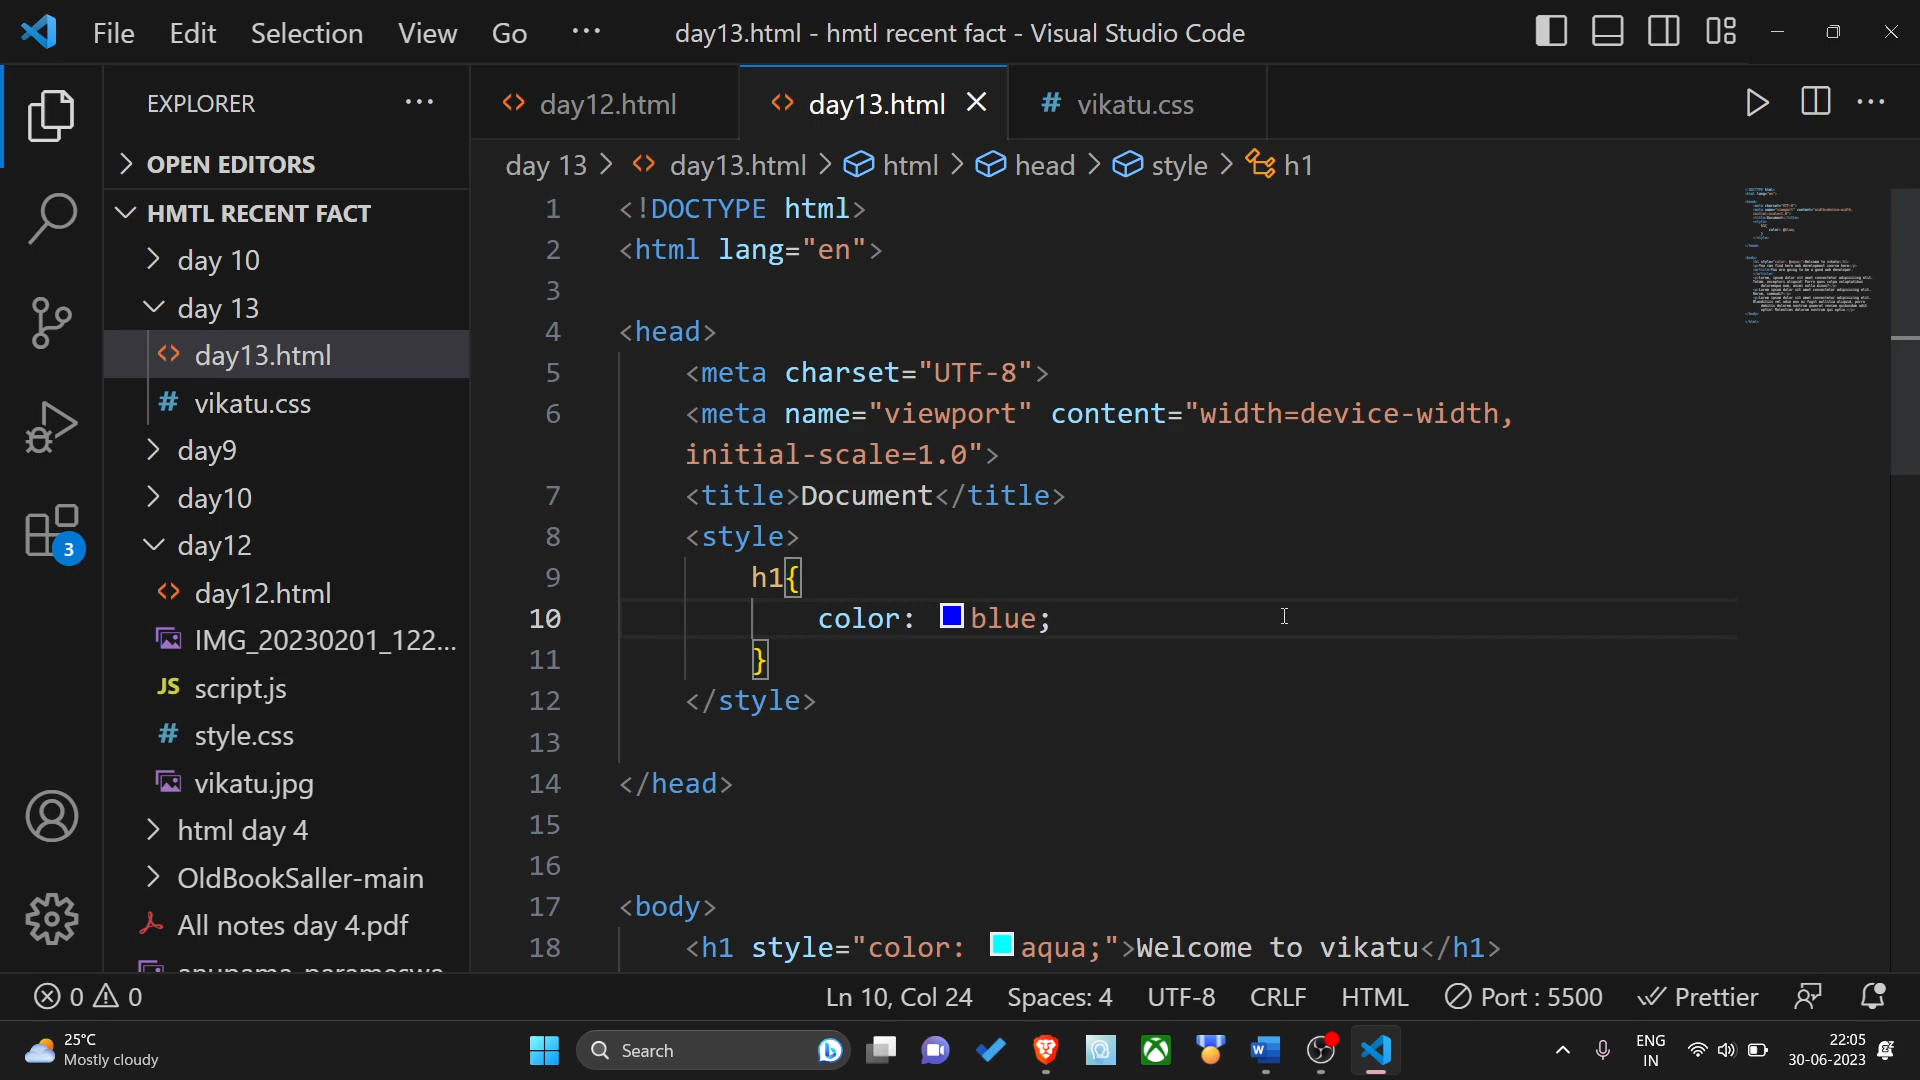 File Edit Selection View Go ··· day13.html - hmtl recent fact - Visual Studio Code
EXPLORER ···
OPEN EDITORS
HMTL RECENT FACT
day 10
day 13
day13.html
vikatu.css
day9
day10
day12
day12.html
IMG_20230201_122...
JS script.js
# style.css
vikatu.jpg
html day 4
OldBookSaller-main
All notes day 4.pdf
3
day12.html day13.html # vikatu.css
day 13 > day13.html > html > head > style > h1
1 <!DOCTYPE html>
2 <html lang="en">
3
4 <head>
5 <meta charset="UTF-8">
6 <meta name="viewport" content="width=device-width,
initial-scale=1.0">
7 <title>Document</title>
8 <style>
9 h1{
10 color: blue;
11 }
12 </style>
13
14 </head>
15
16
17 <body>
18 <h1 style="color: aqua;">Welcome to vikatu</h1>
0 0 Ln 10, Col 24 Spaces: 4 UTF-8 CRLF HTML Port : 5500 Prettier
25°C
Mostly cloudy
Search
ENG
IN
22:05
30-06-2023